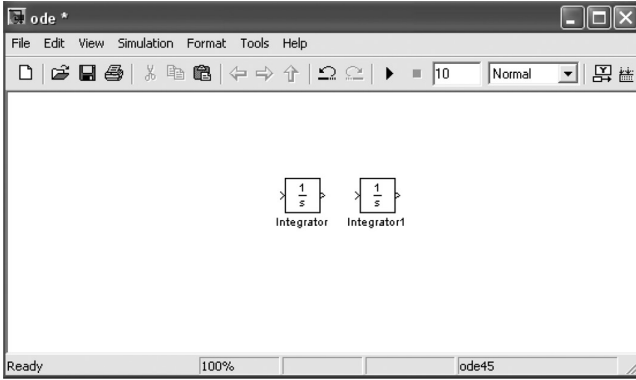 ode *
File Edit View Simulation Format Tools Help
10 Normal
1 1
s s
Integrator Integrator1
Ready 100% ode45